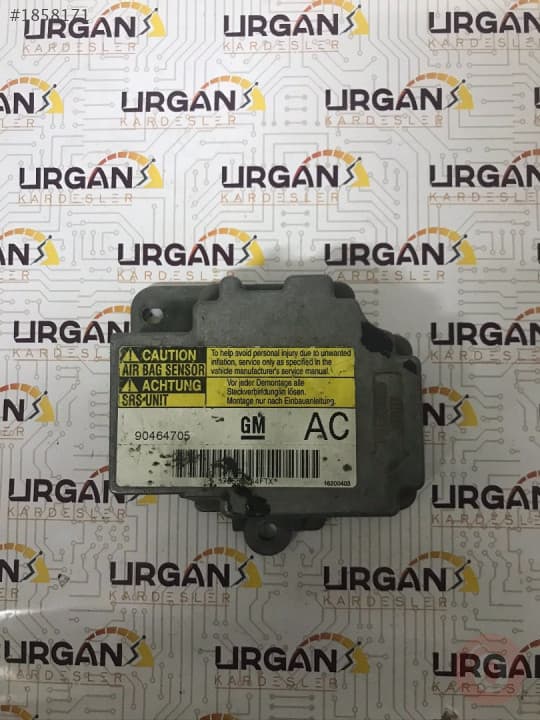 #1858171
URGAN
KARDEŞLER
CAUTION
AIR BAG SENSOR
To help avoid personal injury due to unwanted
inflation, service only as specified in the
vehicle manufacturer's service manual.
ACHTUNG
SRS UNIT
Vor jeder Demontage alle
Steckverbindung lösen.
Montage nur nach Einbauanleitung.
90464705
GM
AC
16200403